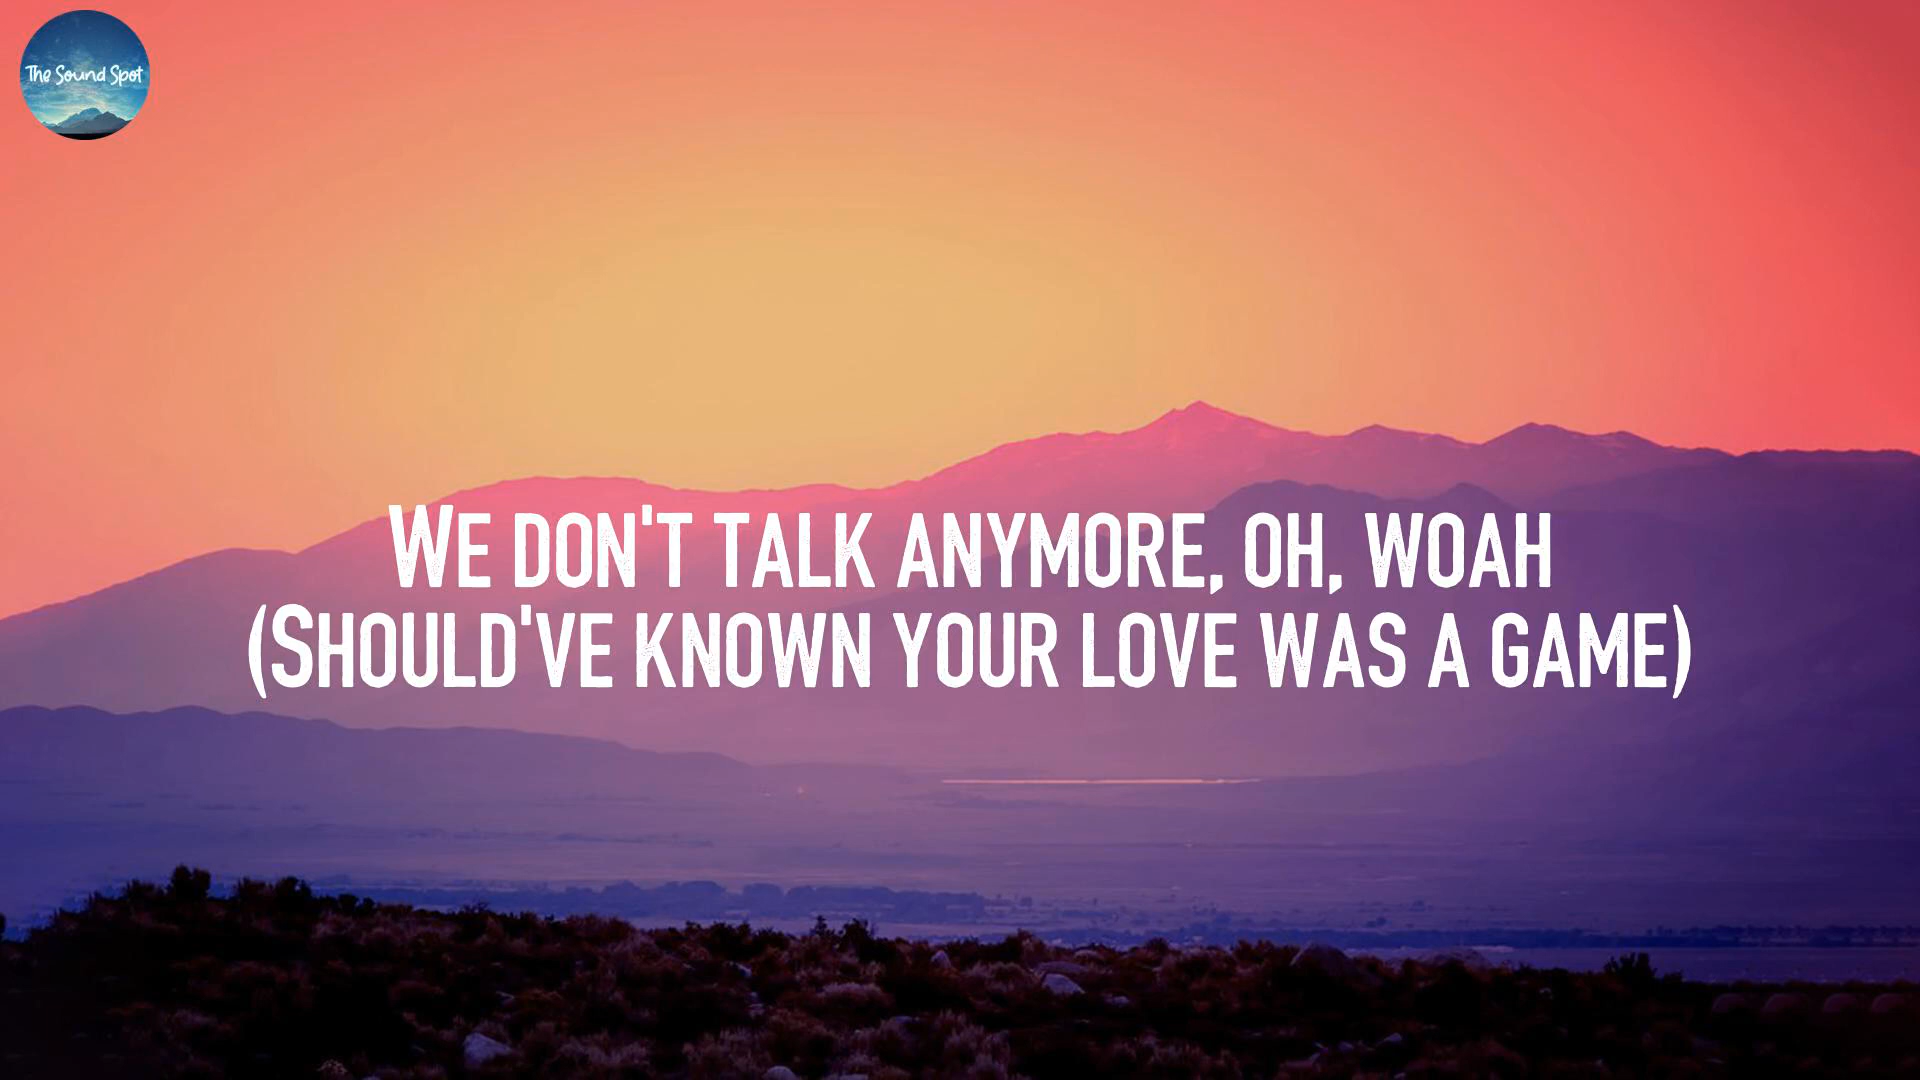 The Sound Spot
WE DON'T TALK ANYMORE, OH, WOAH
(SHOULD'VE KNOWN YOUR LOVE WAS A GAME)